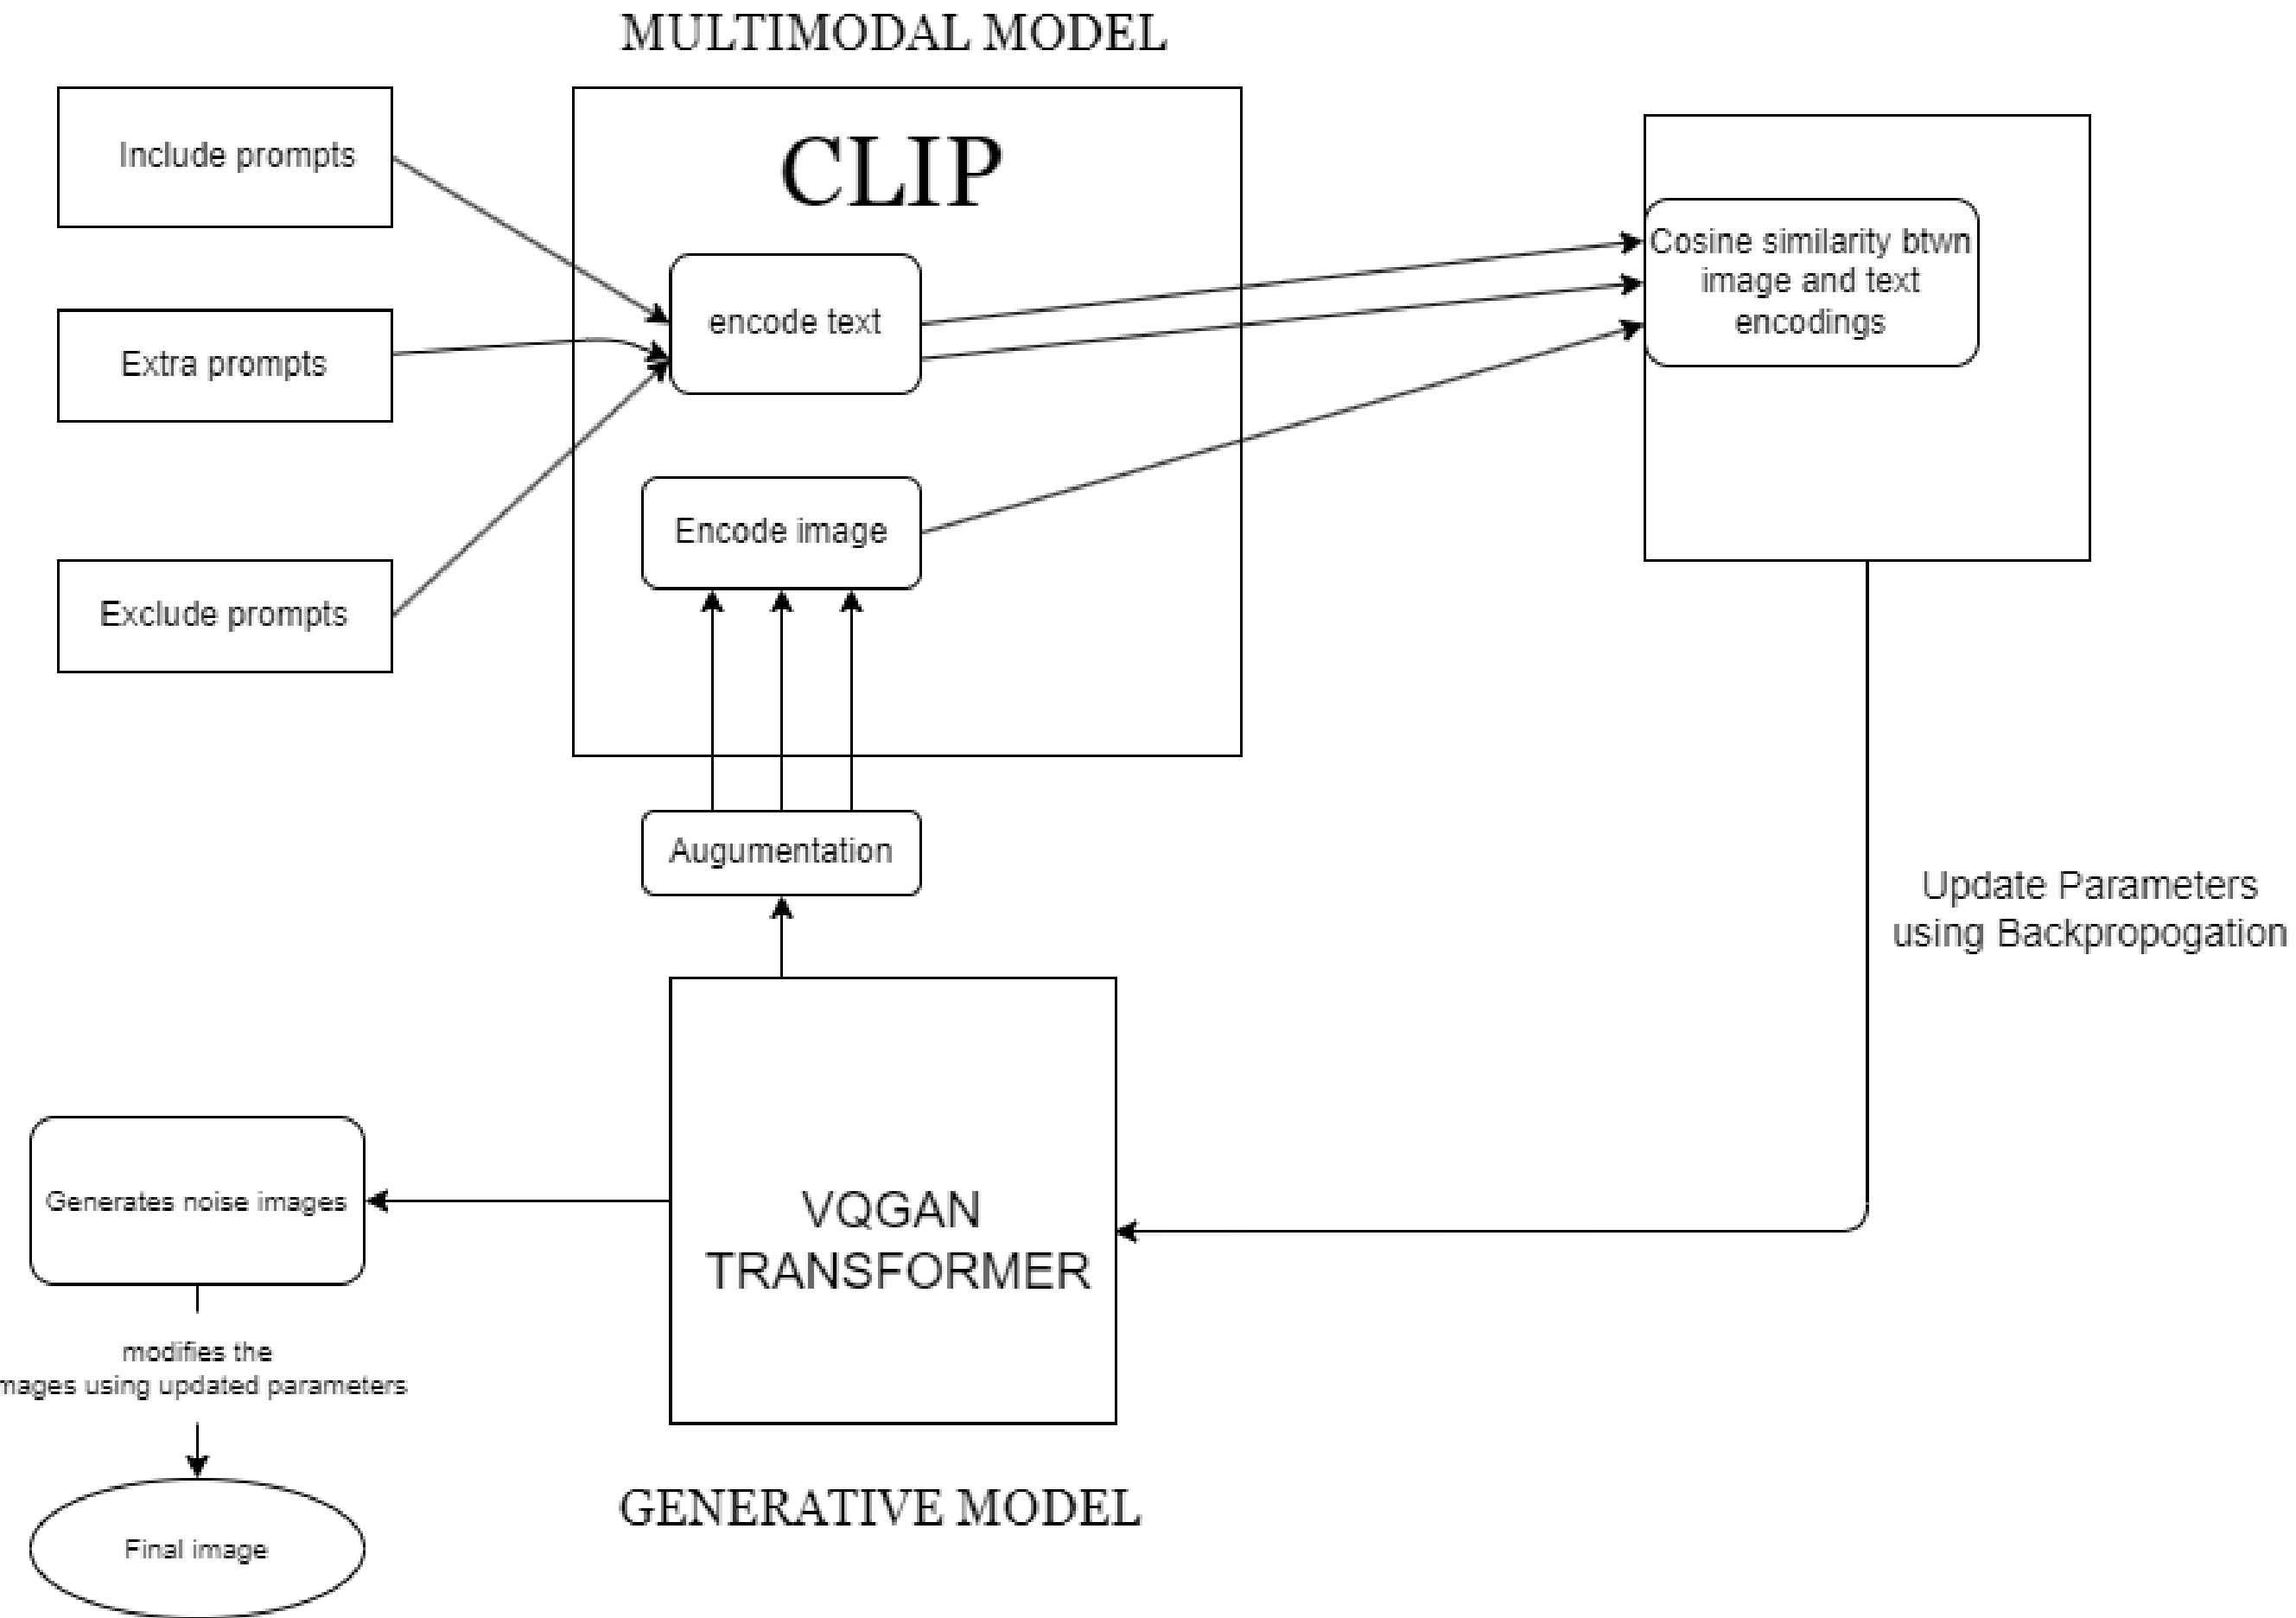 MULTIMODAL MODEL
Include prompts
Extra prompts
Exclude prompts
CLIP
encode text
Encode image
Cosine similarity btwn
image and text
encodings
Augumentation
Update Parameters
using Backpropogation
VQGAN
TRANSFORMER
Generates noise images
modifies the
mages using updated parameters
Final image
GENERATIVE MODEL